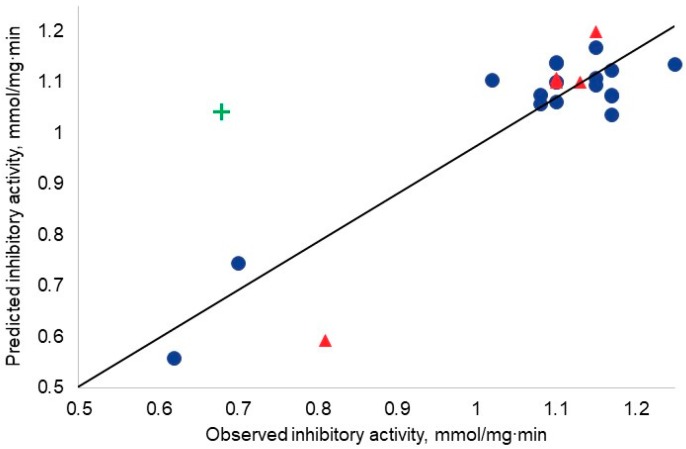 Predicted inhibitory activity, mmol/mg·min
1.2
1.1
1
0.9
0.8
0.7
0.6
0.5
0.5 0.6 0.7 0.8 0.9 1 1.1 1.2
Observed inhibitory activity, mmol/mg·min